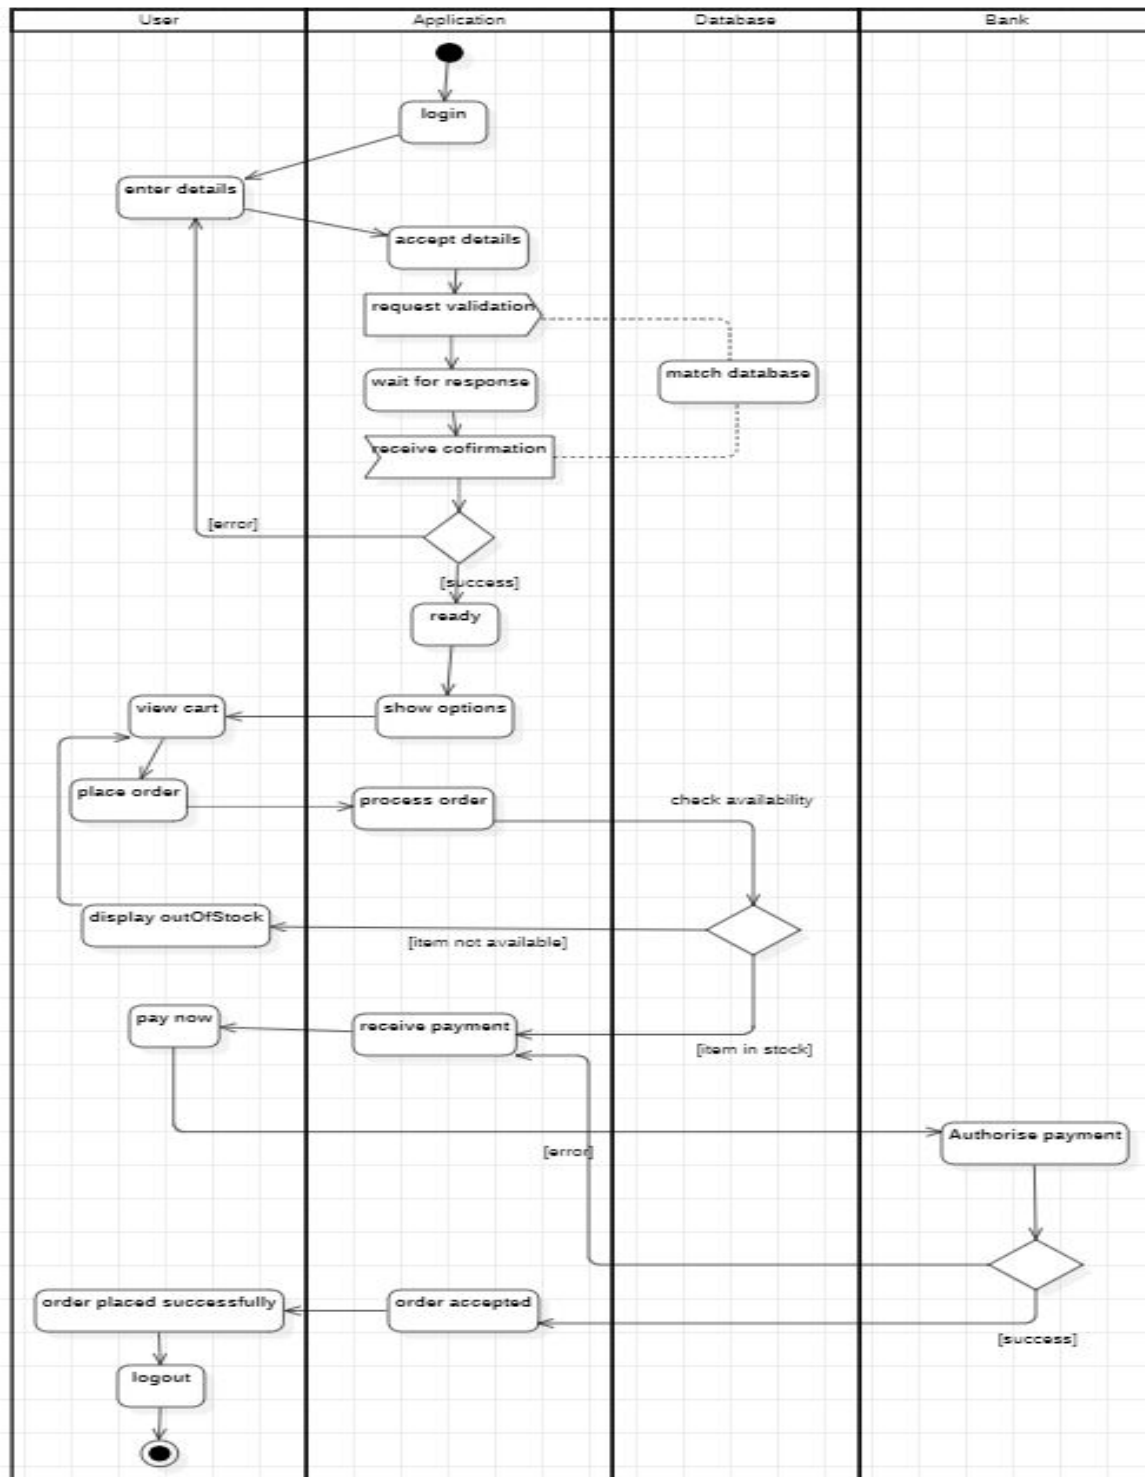 User Application Database Bank
login
enter details
accept details
request validation
match database
wait for response
receive cofirmation
[error]
[success]
ready
view cart
show options
place order
process order
check availability
display outOfStock
[item not available]
pay now
receive payment
[item in stock]
Authorise payment
[error]
order placed successfully
order accepted
[success]
logout